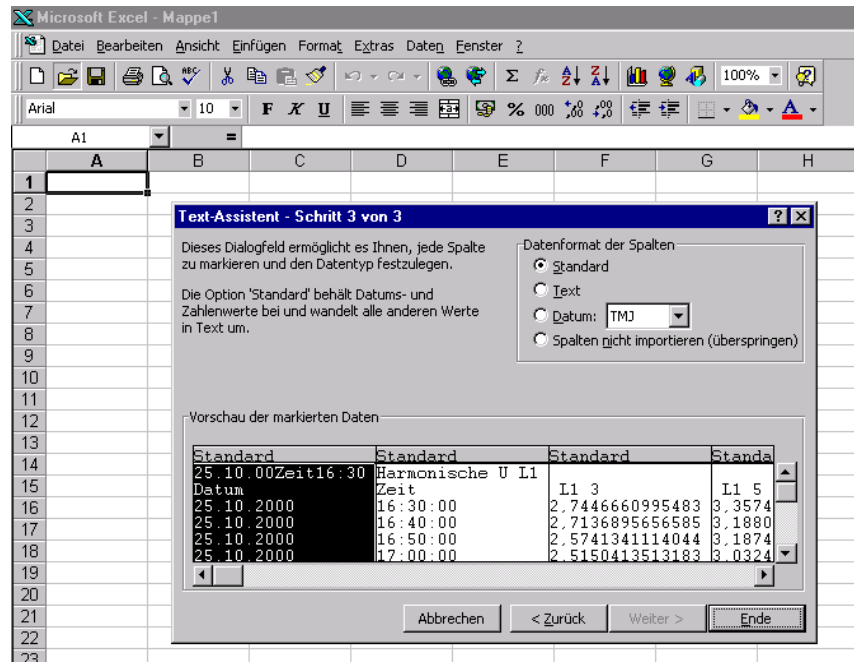 Microsoft Excel - Mappe1
Datei Bearbeiten Ansicht Einfügen Format Extras Daten Fenster ?
ABC Σ fx A Z Z A 100%
Arial 10 F K U % 000
A1 =
A B C D E F G H
1
2
3
4
5
6
7
8
9
10
11
12
13
14
15
16
17
18
19
20
21
22
23
Text-Assistent - Schritt 3 von 3
Dieses Dialogfeld ermöglicht es Ihnen, jede Spalte
zu markieren und den Datentyp festzulegen.
Die Option 'Standard' behält Datums- und
Zahlenwerte bei und wandelt alle anderen Werte
in Text um.
Datenformat der Spalten
Standard
Text
Datum: TMJ
Spalten nicht importieren (überspringen)
Vorschau der markierten Daten
Standard Standard Standard Standa
25.10.00Zeit16:30 Harmonische U L1
Datum Zeit L1 3 L1 5
25.10.2000 16:30:00 2,7446660995483 3,3574
25.10.2000 16:40:00 2,7136895656585 3,1880
25.10.2000 16:50:00 2,5741341114044 3,1874
25.10.2000 17:00:00 2,5150413513183 3,0324
Abbrechen < Zurück Weiter > Ende